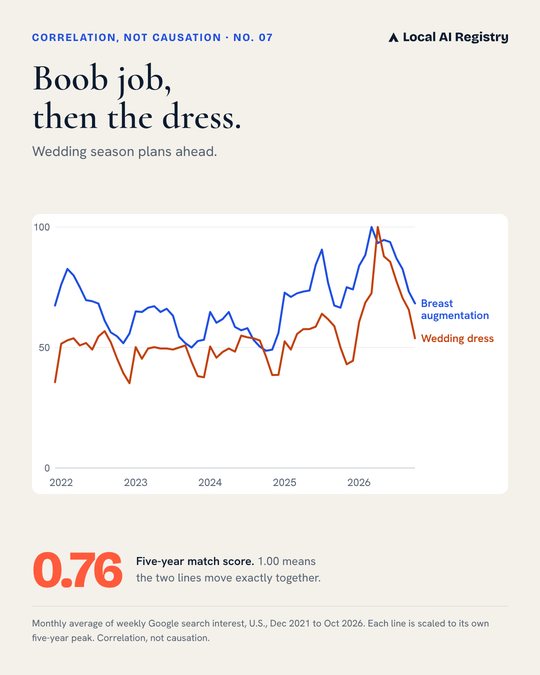 CORRELATION, NOT CAUSATION · NO. 07
Local AI Registry
Boob job,
then the dress.
Wedding season plans ahead.
100
50
0
Breast
augmentation
Wedding dress
2022 2023 2024 2025 2026
0.76
Five-year match score. 1.00 means
the two lines move exactly together.
Monthly average of weekly Google search interest, U.S., Dec 2021 to Oct 2026. Each line is scaled to its own
five-year peak. Correlation, not causation.